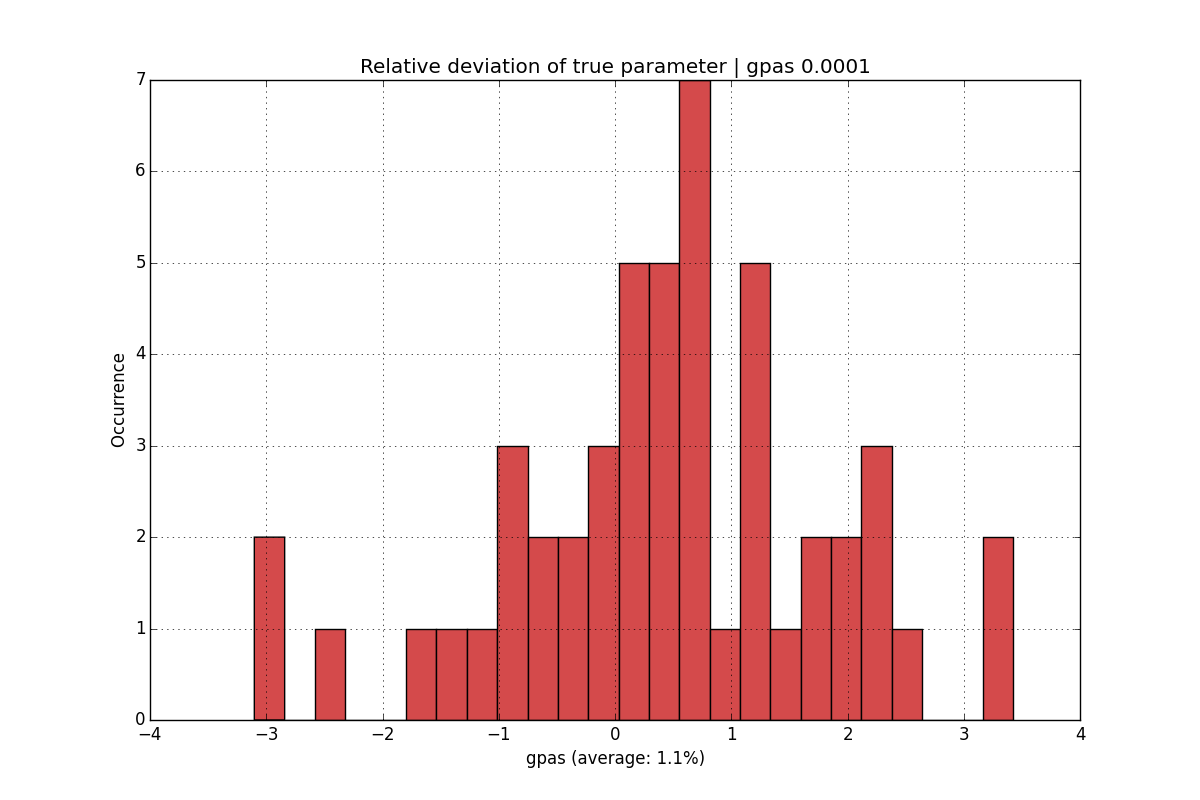 Relative deviation of true parameter | gpas 0.0001
7
6
5
4
3
2
1
0
Occurrence
−4 −3 −2 −1 0 1 2 3 4
gpas (average: 1.1%)